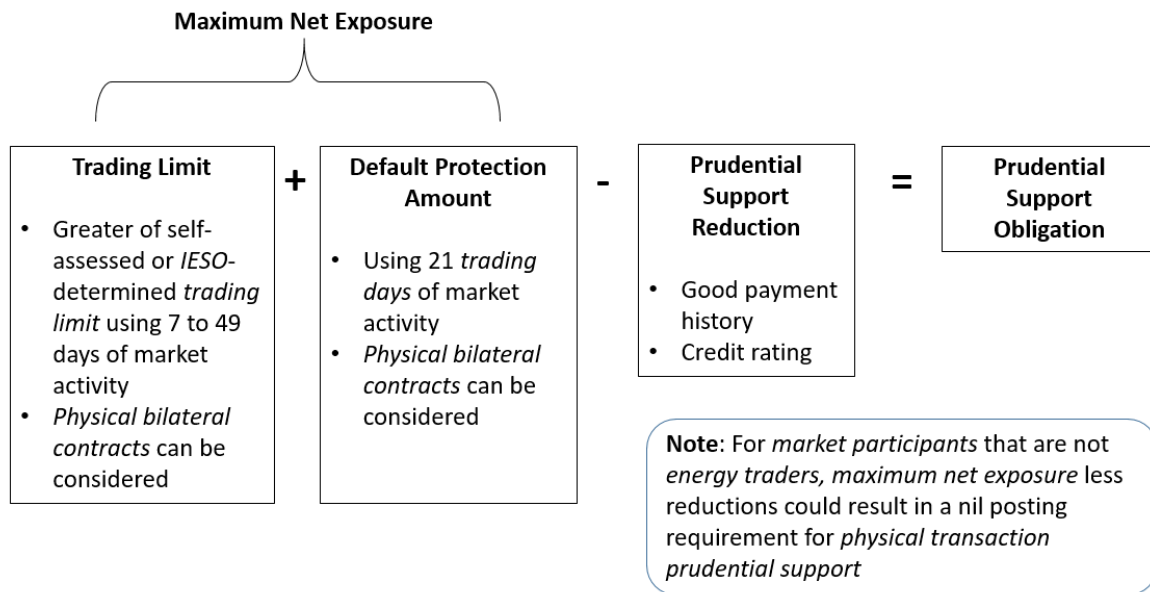 Maximum Net Exposure
Trading Limit
• Greater of self-
assessed or IESO-
determined trading
limit using 7 to 49
days of market
activity
• Physical bilateral
contracts can be
considered
+
Default Protection
Amount
• Using 21 trading
days of market
activity
• Physical bilateral
contracts can be
considered
-
Prudential
Support
Reduction
• Good payment
history
• Credit rating
=
Prudential
Support
Obligation
Note: For market participants that are not
energy traders, maximum net exposure less
reductions could result in a nil posting
requirement for physical transaction
prudential support